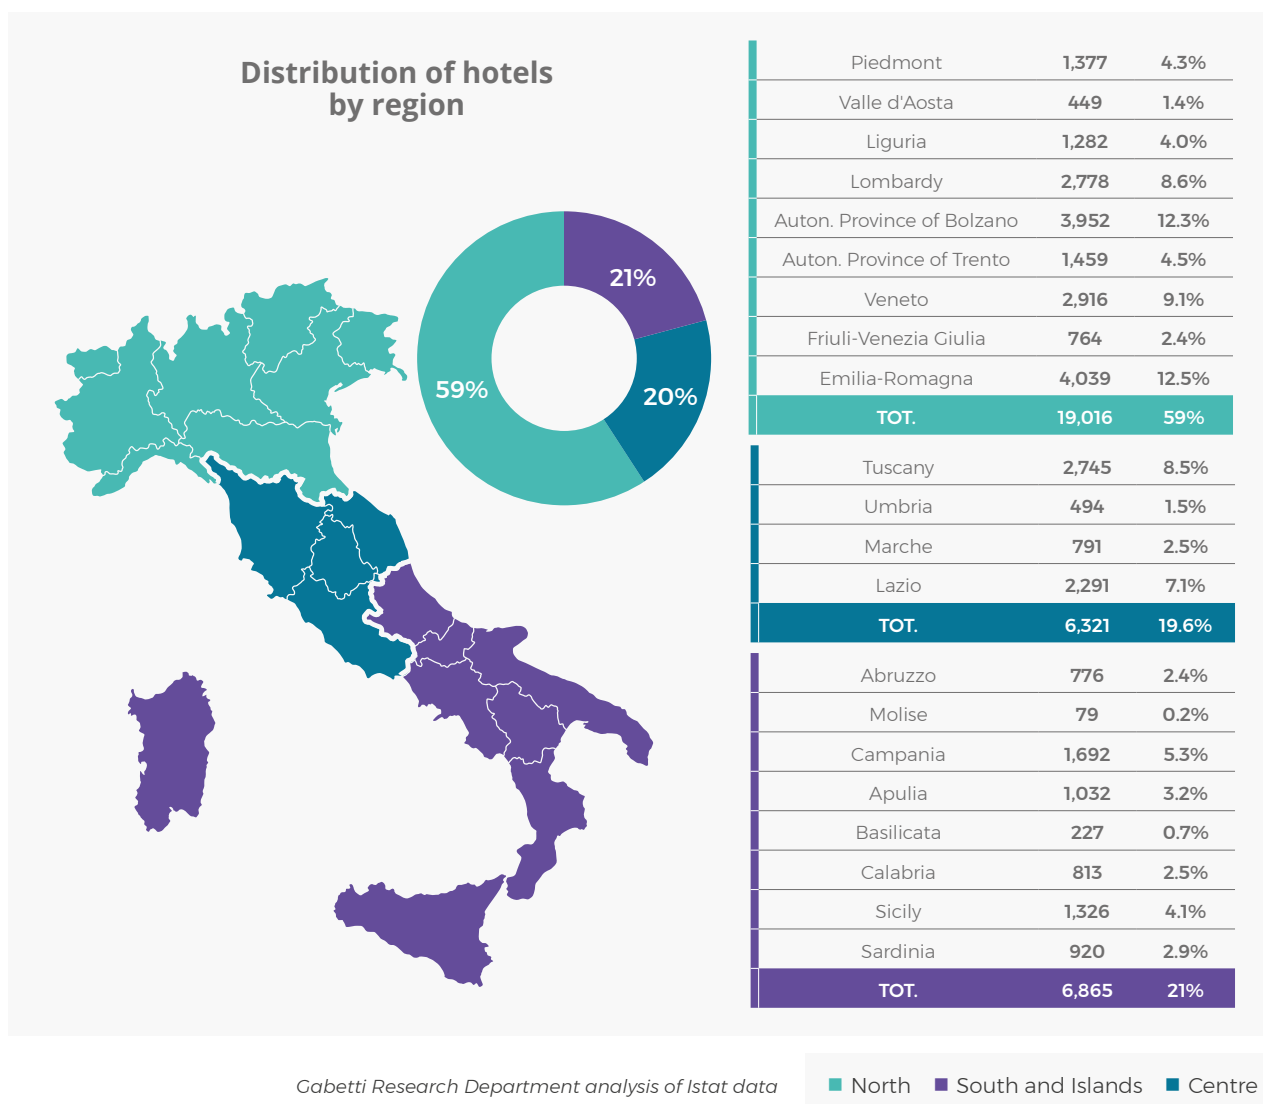 Distribution of hotels
by region
21%
20%
59%
Piedmont 1,377 4.3%
Valle d'Aosta 449 1.4%
Liguria 1,282 4.0%
Lombardy 2,778 8.6%
Auton. Province of Bolzano 3,952 12.3%
Auton. Province of Trento 1,459 4.5%
Veneto 2,916 9.1%
Friuli-Venezia Giulia 764 2.4%
Emilia-Romagna 4,039 12.5%
TOT. 19,016 59%
Tuscany 2,745 8.5%
Umbria 494 1.5%
Marche 791 2.5%
Lazio 2,291 7.1%
TOT. 6,321 19.6%
Abruzzo 776 2.4%
Molise 79 0.2%
Campania 1,692 5.3%
Apulia 1,032 3.2%
Basilicata 227 0.7%
Calabria 813 2.5%
Sicily 1,326 4.1%
Sardinia 920 2.9%
TOT. 6,865 21%
Gabetti Research Department analysis of Istat data
North South and Islands Centre